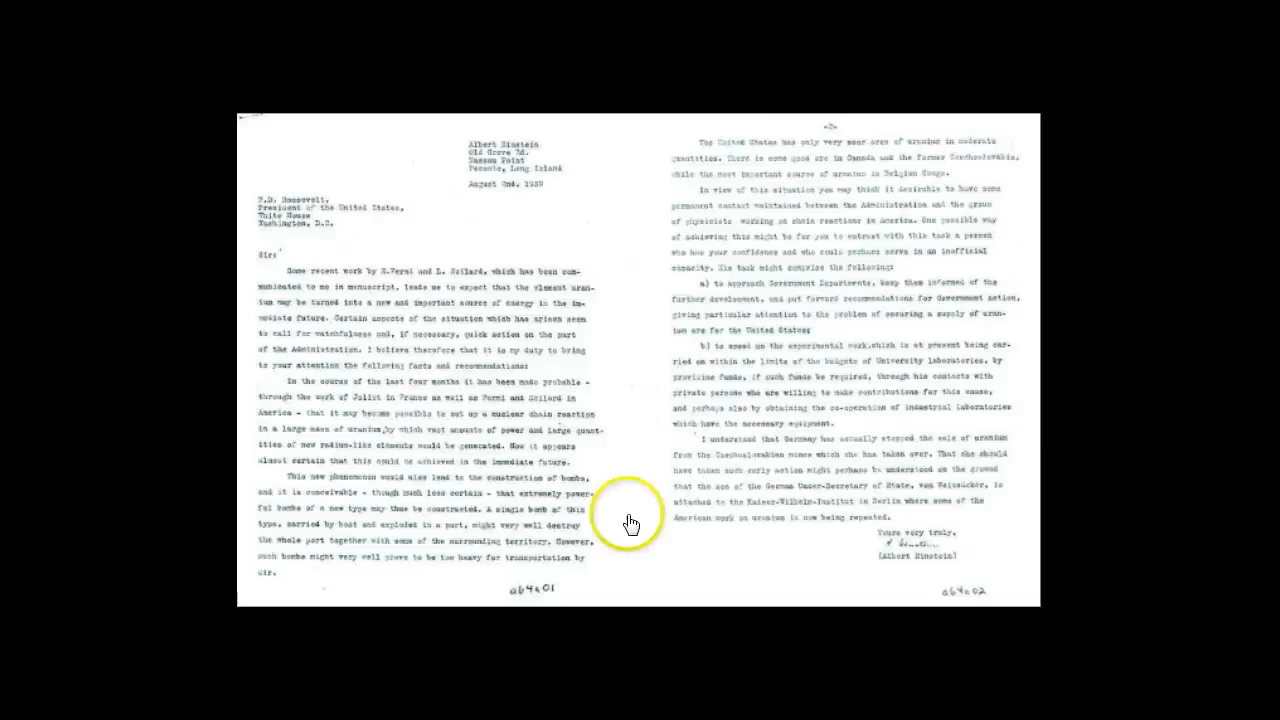 Albert Einstein
Old Grove Rd.
Nassau Point
Peconic, Long Island
August 2nd, 1939
F.D. Roosevelt,
President of the United States,
White House
Washington, D.C.
Sir:
Some recent work by E.Fermi and L. Szilard, which has been com-
municated to me in manuscript, leads me to expect that the element uran-
ium may be turned into a new and important source of energy in the im-
mediate future. Certain aspects of the situation which has arisen seem
to call for watchfulness and, if necessary, quick action on the part
of the Administration. I believe therefore that it is my duty to bring
to your attention the following facts and recommendations:
In the course of the last four months it has been made probable -
through the work of Joliot in France as well as Fermi and Szilard in
America - that it may become possible to set up a nuclear chain reaction
in a large mass of uranium,by which vast amounts of power and large quant-
ities of new radium-like elements would be generated. Now it appears
almost certain that this could be achieved in the immediate future.
This new phenomenon would also lead to the construction of bombs,
and it is conceivable - though much less certain - that extremely power-
ful bombs of a new type may thus be constructed. A single bomb of this
type, carried by boat and exploded in a port, might very well destroy
the whole port together with some of the surrounding territory. However,
such bombs might very well prove to be too heavy for transportation by
air.
a64a01
-2-
The United States has only very poor ores of uranium in moderate
quantities. There is some good ore in Canada and the former Czechoslovakia,
while the most important source of uranium is Belgian Congo.
In view of this situation you may think it desirable to have some
permanent contact maintained between the Administration and the group
of physicists working on chain reactions in America. One possible way
of achieving this might be for you to entrust with this task a person
who has your confidence and who could perhaps serve in an inofficial
capacity. His task might comprise the following:
a) to approach Government Departments, keep them informed of the
further development, and put forward recommendations for Government action,
giving particular attention to the problem of securing a supply of uran-
ium ore for the United States;
b) to speed up the experimental work,which is at present being car-
ried on within the limits of the budgets of University laboratories, by
providing funds, if such funds be required, through his contacts with
private persons who are willing to make contributions for this cause,
and perhaps also by obtaining the co-operation of industrial laboratories
which have the necessary equipment.
I understand that Germany has actually stopped the sale of uranium
from the Czechoslovakian mines which she has taken over. That she should
have taken such early action might perhaps be understood on the ground
that the son of the German Under-Secretary of State, von Weizsäcker, is
attached to the Kaiser-Wilhelm-Institut in Berlin where some of the
American work on uranium is now being repeated.
Yours very truly,
(Albert Einstein)
a64a02